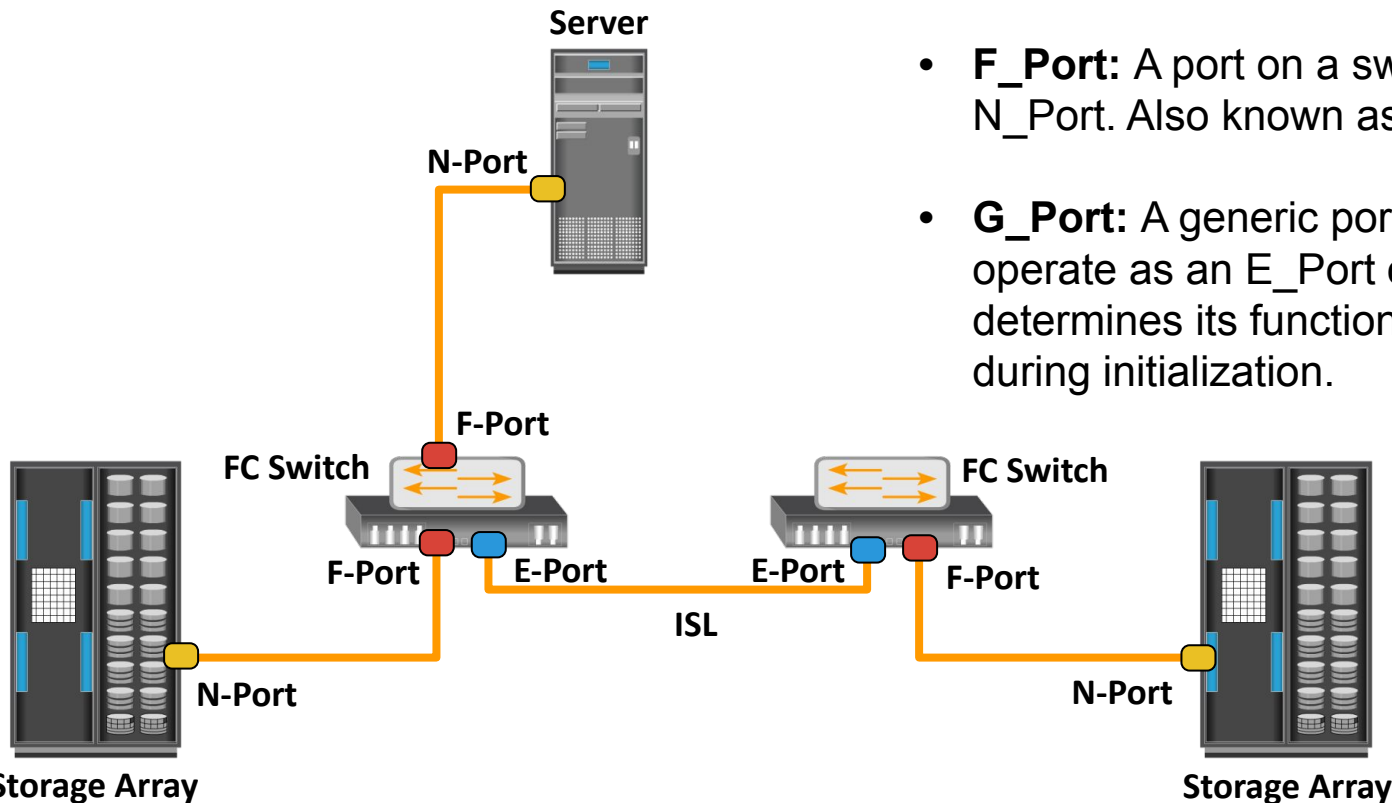 Server
• F_Port: A port on a sw
N_Port. Also known as
N-Port
• G_Port: A generic por
operate as an E_Port
determines its function
during initialization.
F-Port
FC Switch
FC Switch
F-Port
E-Port
E-Port
F-Port
ISL
N-Port
N-Port
Storage Array
Storage Array